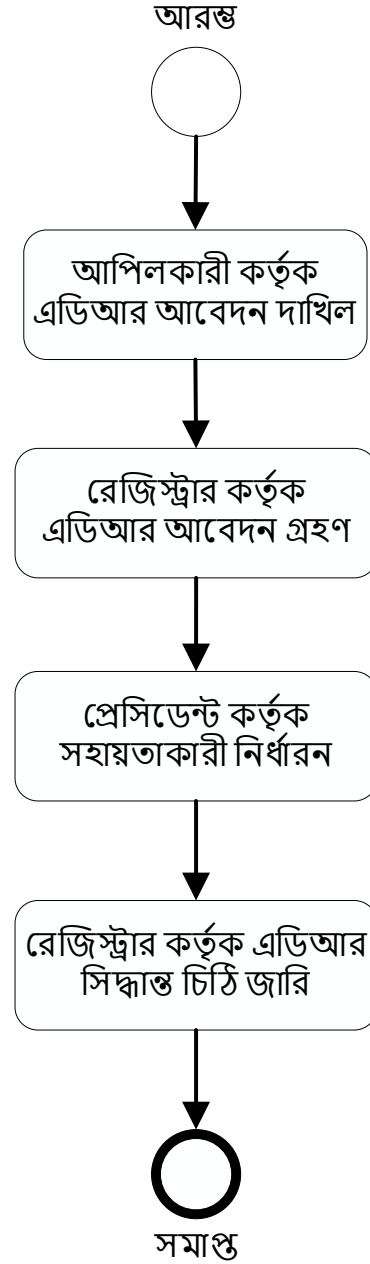 আরম্ভ
আপিলকারী কর্তৃক
এডিআর আবেদন দাখিল
রেজিস্ট্রার কর্তৃক
এডিআর আবেদন গ্রহণ
প্রেসিডেন্ট কর্তৃক
সহায়তাকারী নির্ধারন
রেজিস্ট্রার কর্তৃক এডিআর
সিদ্ধান্ত চিঠি জারি
সমাপ্ত